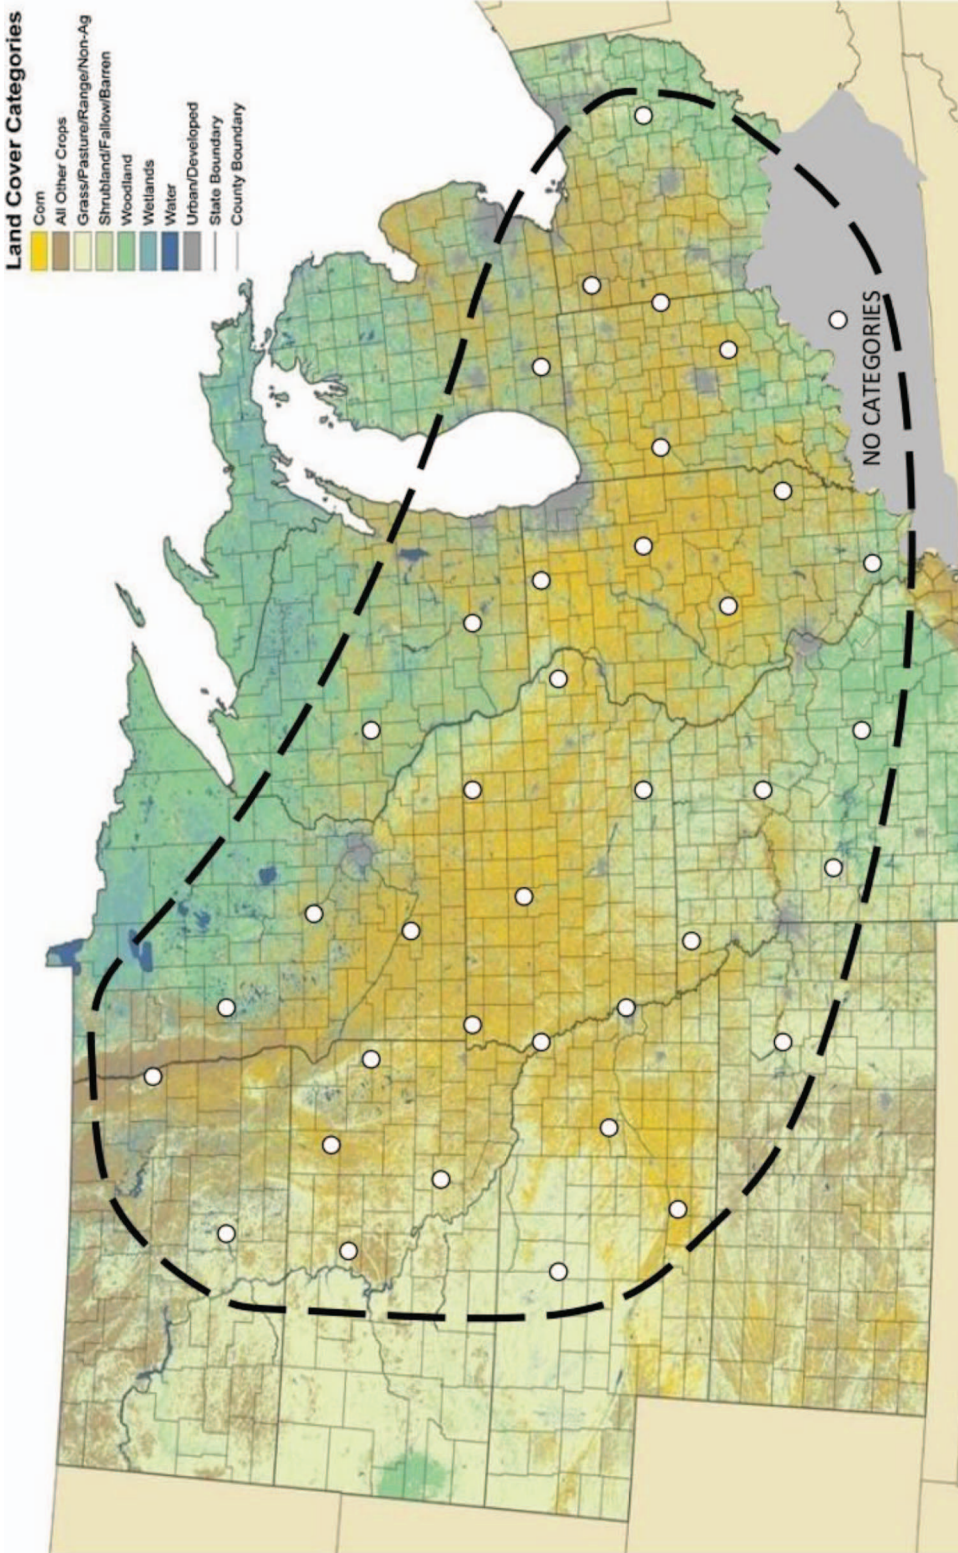 Land Cover Categories
Corn
All Other Crops
Grass/Pasture/Range/Non-Ag
Shrubland/Fallow/Barren
Woodland
Wetlands
Water
Urban/Developed
State Boundary
County Boundary
NO CATEGORIES